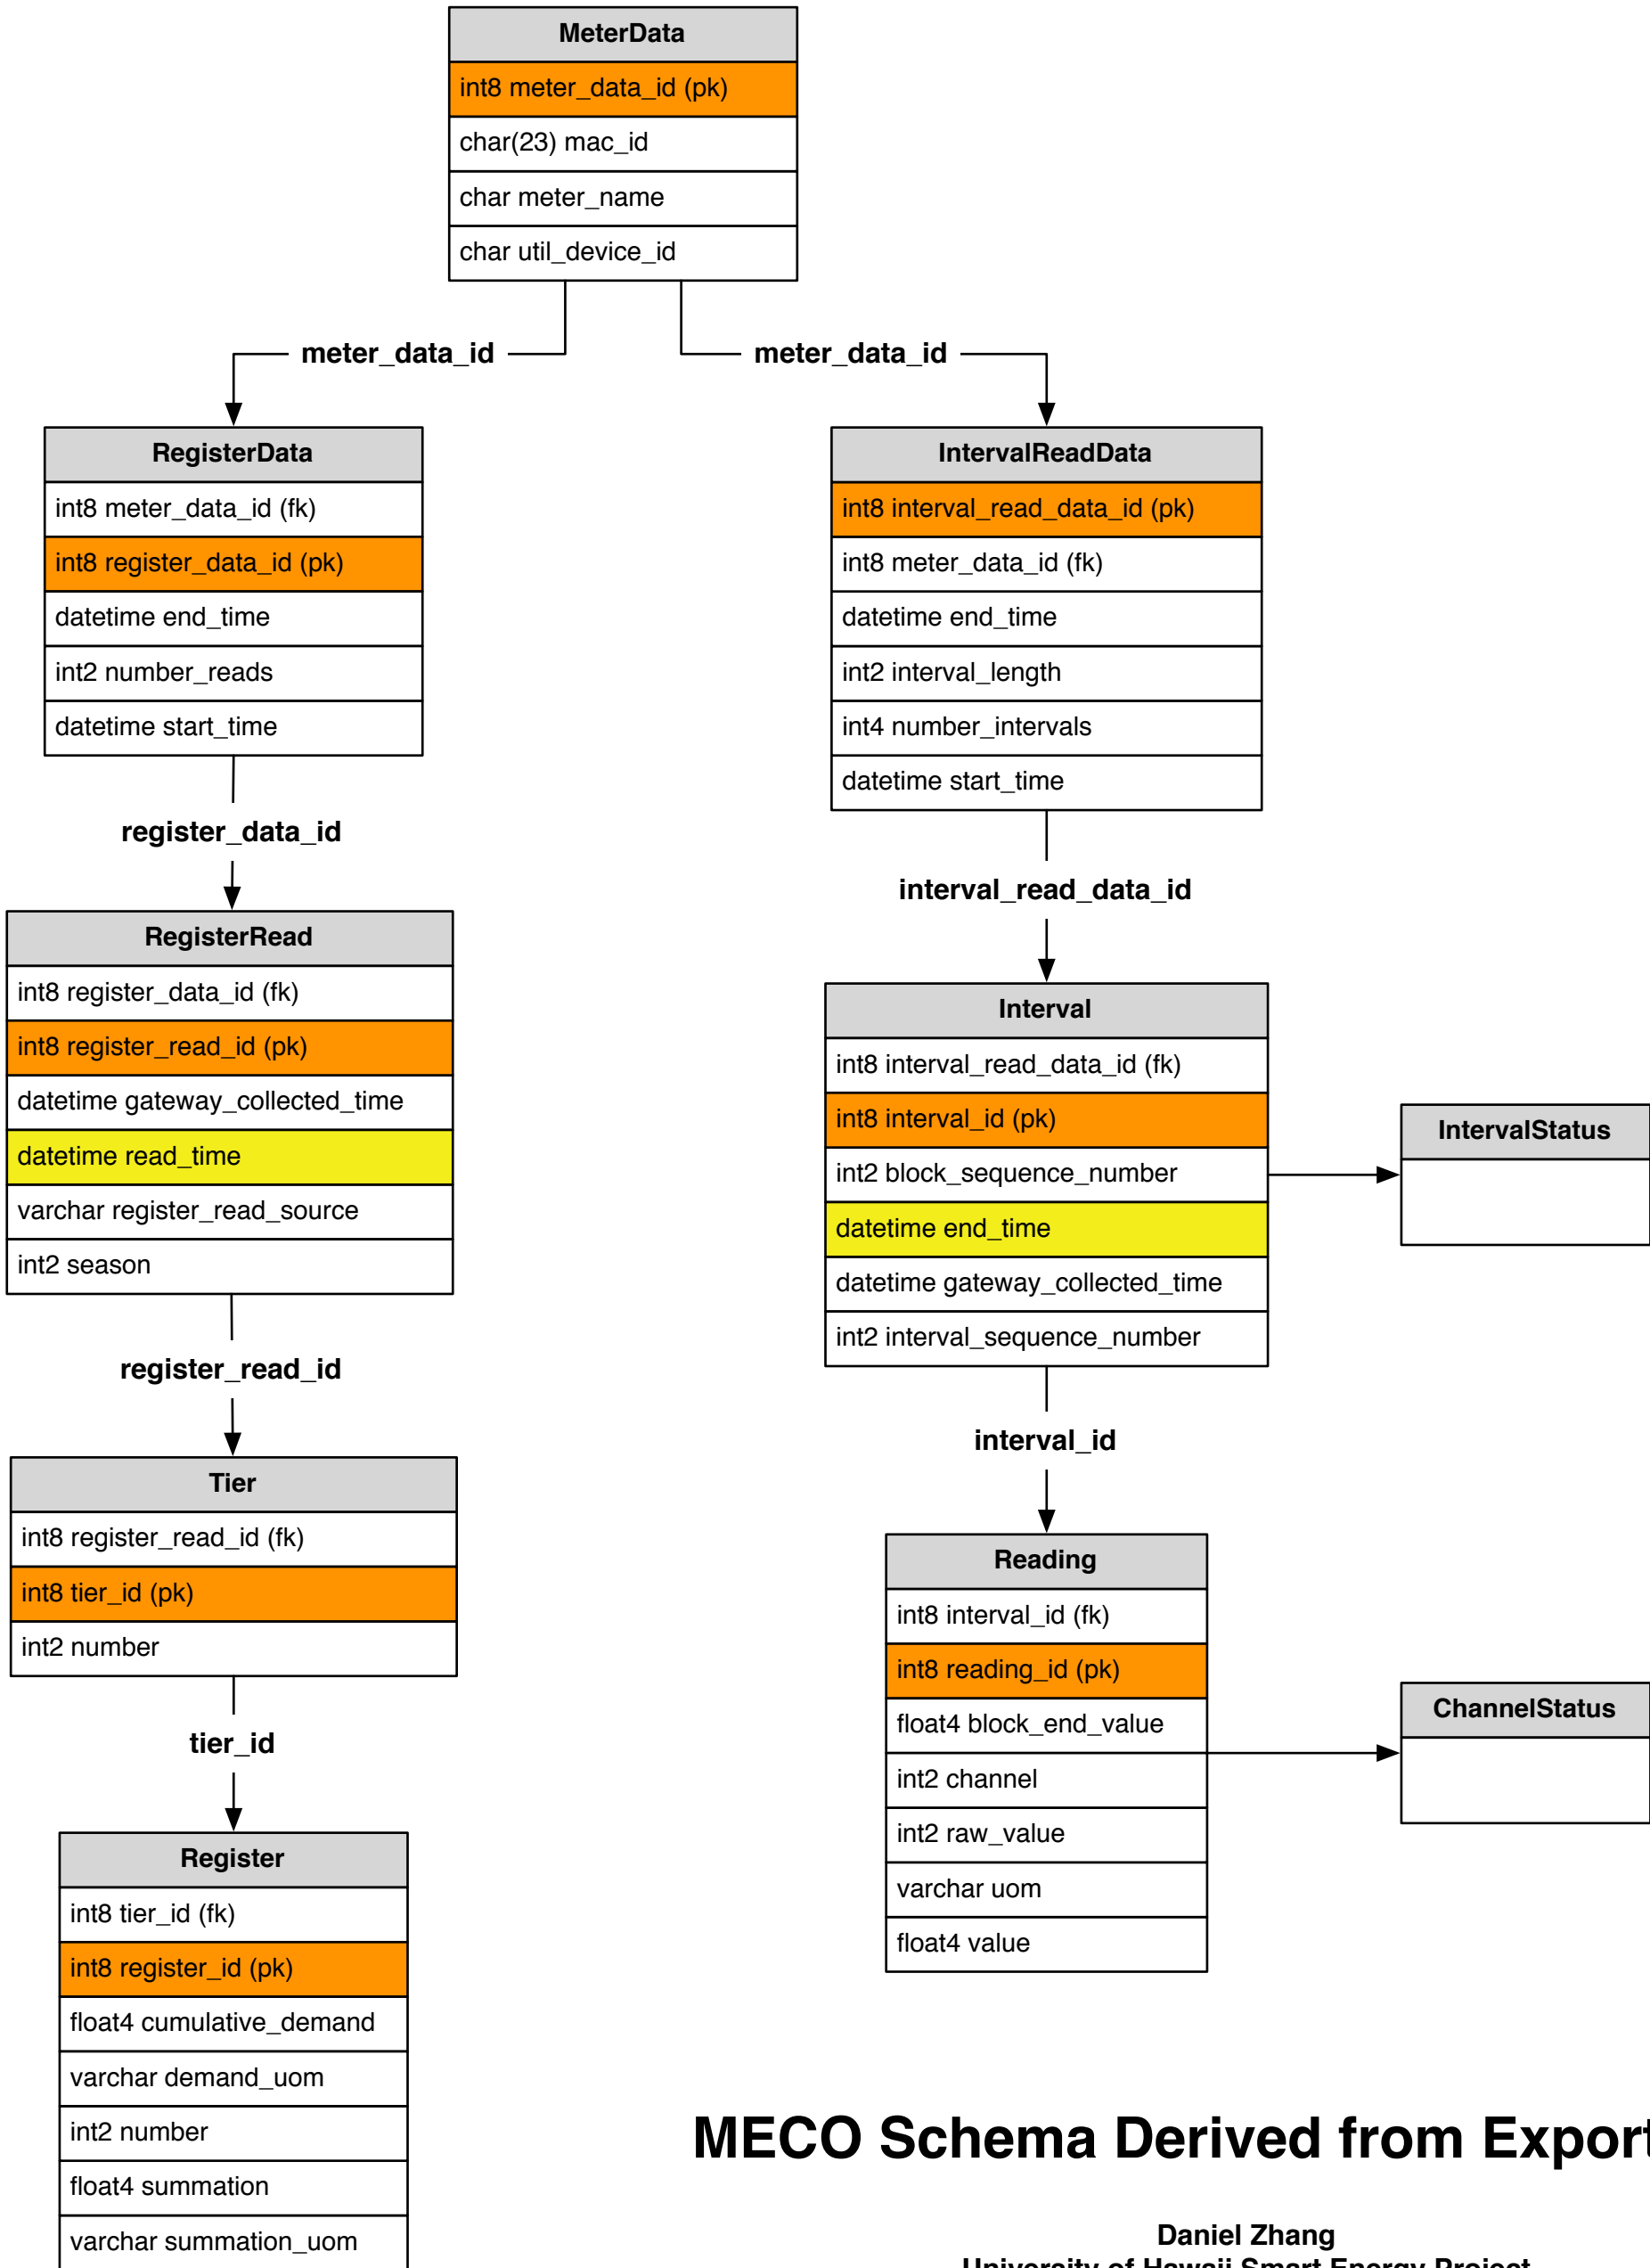 MeterData
int8 meter_data_id (pk)
char(23) mac_id
char meter_name
char util_device_id
meter_data_id
meter_data_id
RegisterData
int8 meter_data_id (fk)
int8 register_data_id (pk)
datetime end_time
int2 number_reads
datetime start_time
register_data_id
RegisterRead
int8 register_data_id (fk)
int8 register_read_id (pk)
datetime gateway_collected_time
datetime read_time
varchar register_read_source
int2 season
register_read_id
Tier
int8 register_read_id (fk)
int8 tier_id (pk)
int2 number
tier_id
Register
int8 tier_id (fk)
int8 register_id (pk)
float4 cumulative_demand
varchar demand_uom
int2 number
float4 summation
varchar summation_uom
IntervalReadData
int8 interval_read_data_id (pk)
int8 meter_data_id (fk)
datetime end_time
int2 interval_length
int4 number_intervals
datetime start_time
interval_read_data_id
Interval
int8 interval_read_data_id (fk)
int8 interval_id (pk)
int2 block_sequence_number
datetime end_time
datetime gateway_collected_time
int2 interval_sequence_number
IntervalStatus
interval_id
Reading
int8 interval_id (fk)
int8 reading_id (pk)
float4 block_end_value
int2 channel
int2 raw_value
varchar uom
float4 value
ChannelStatus
MECO Schema Derived from Export
Daniel Zhang
University of Hawaii Smart Energy Project